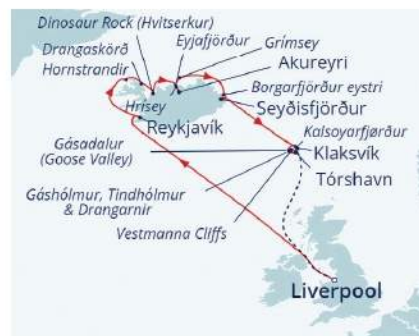 Dinosaur Rock (Hvitserkur)
Drangaskörð
Hornstrandir
Eyjafjörður
Grímsey
Akureyri
Borgarfjörður eystri
Seyðisfjörður
Hrísey
Reykjavík
Kalsoyarfjørður
Klaksvík
Tórshavn
Gásadalur
(Goose Valley)
Gáshólmur, Tindhólmur
& Drangarnir
Vestmanna Cliffs
Liverpool